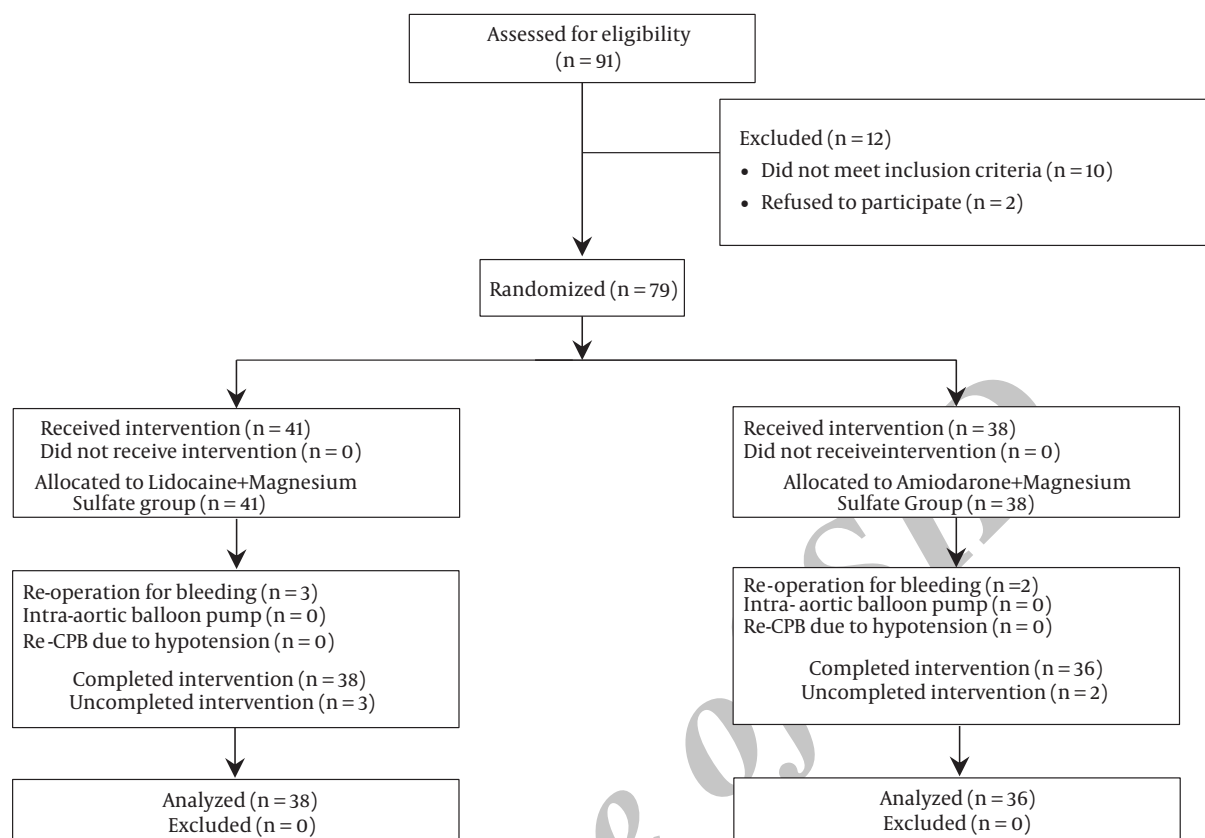 Assessed for eligibility
(n = 91)
Excluded (n = 12)
• Did not meet inclusion criteria (n = 10)
• Refused to participate (n = 2)
Randomized (n = 79)
Received intervention (n = 41)
Did not receive intervention (n = 0)
Allocated to Lidocaine+Magnesium
Sulfate group (n = 41)
Received intervention (n = 38)
Did not receiveintervention (n = 0)
Allocated to Amiodarone+Magnesium
Sulfate Group (n = 38)
Re-operation for bleeding (n = 3)
Intra-aortic balloon pump (n = 0)
Re-CPB due to hypotension (n = 0)
Completed intervention (n = 38)
Uncompleted intervention (n = 3)
Re-operation for bleeding (n =2)
Intra- aortic balloon pump (n = 0)
Re-CPB due to hypotension (n = 0)
Completed intervention (n = 36)
Uncompleted intervention (n = 2)
Analyzed (n = 38)
Excluded (n = 0)
Analyzed (n = 36)
Excluded (n = 0)
of SID